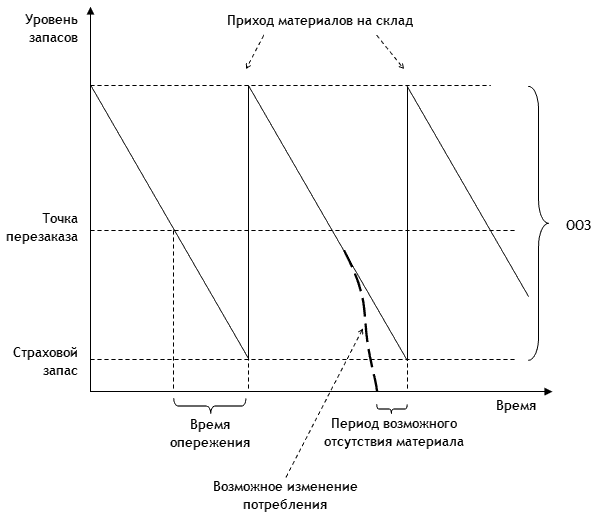 Уровень
запасов
Приход материалов на склад
Точка
перезаказа
ООЗ
Страховой
запас
Время
Время
опережения
Период возможного
отсутствия материала
Возможное изменение
потребления